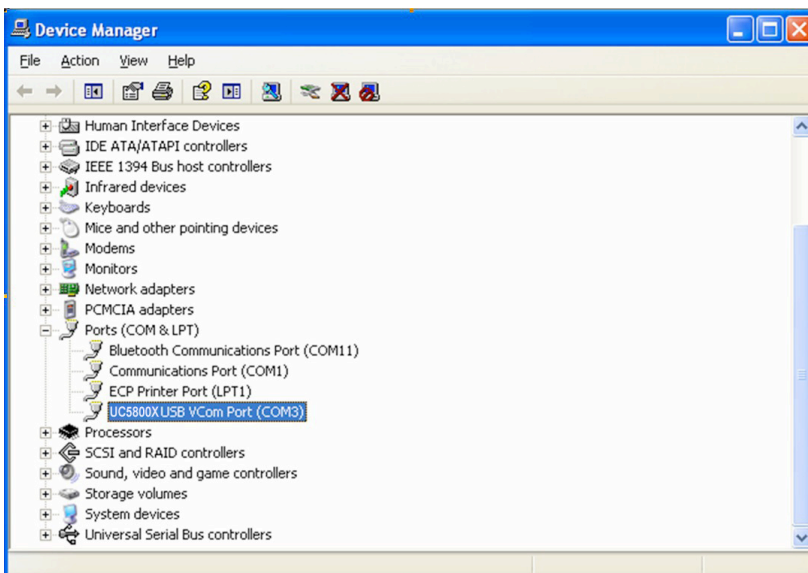 Device Manager
File Action View Help
Human Interface Devices
IDE ATA/ATAPI controllers
IEEE 1394 Bus host controllers
Infrared devices
Keyboards
Mice and other pointing devices
Modems
Monitors
Network adapters
PCMCIA adapters
Ports (COM & LPT)
Bluetooth Communications Port (COM11)
Communications Port (COM1)
ECP Printer Port (LPT1)
UC5800X USB VCom Port (COM3)
Processors
SCSI and RAID controllers
Sound, video and game controllers
Storage volumes
System devices
Universal Serial Bus controllers